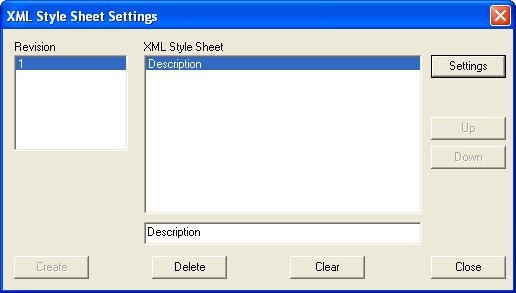 XML Style Sheet Settings
Revision
XML Style Sheet
1
Description
Settings
Up
Down
Description
Create
Delete
Clear
Close